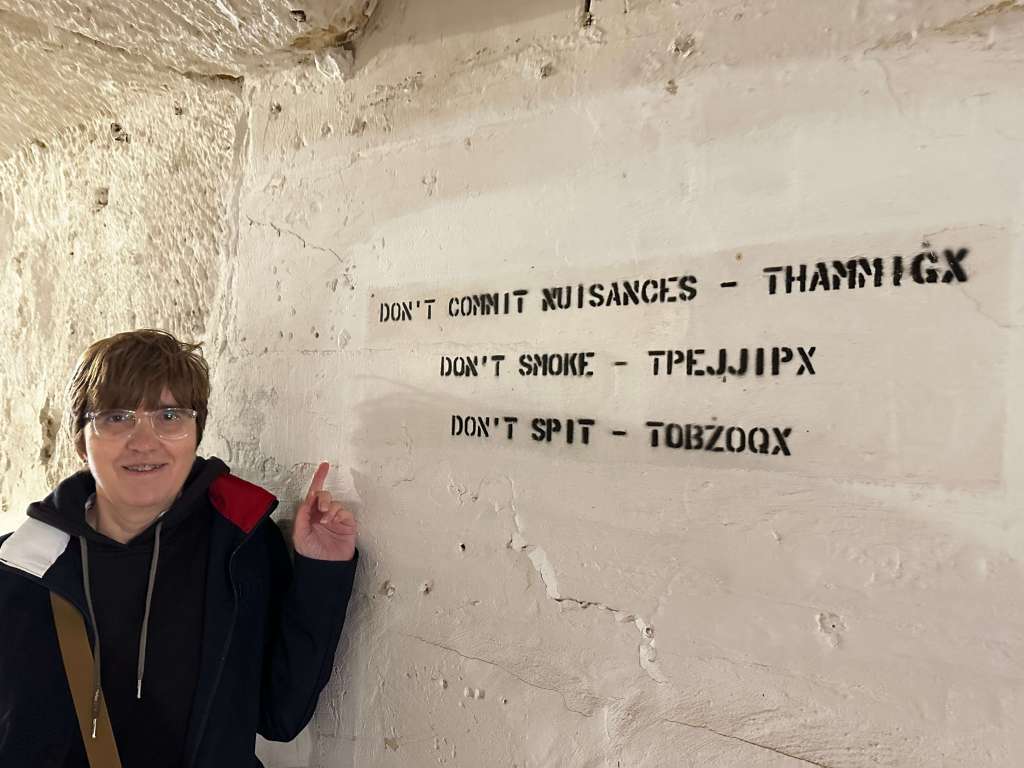 DON'T COMMIT NUISANCES - THAMMIGX
DON'T SMOKE - TPEJJIPX
DON'T SPIT - TOBZOQX